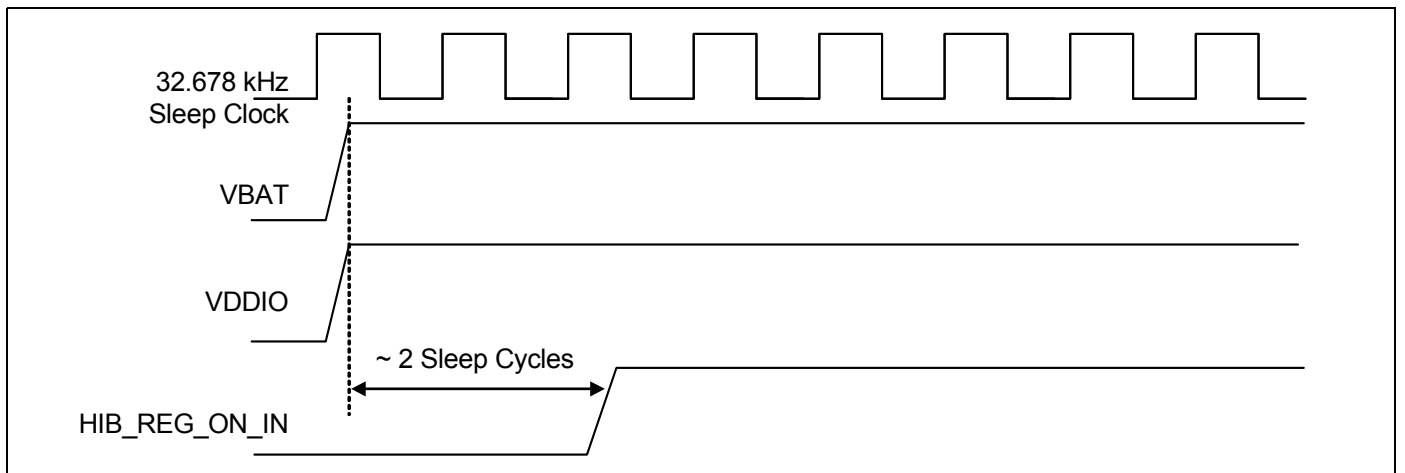 32.678 kHz
Sleep Clock
VBAT
VDDIO
~ 2 Sleep Cycles
HIB_REG_ON_IN